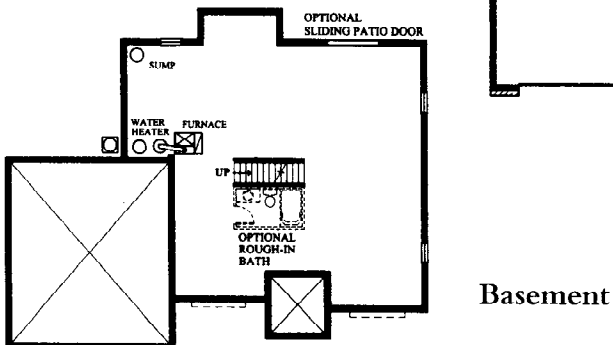 OPTIONAL
SLIDING PATIO DOOR
SUMP
WATER
HEATER
FURNACE
UP
OPTIONAL
ROUGH-IN
BATH
Basement